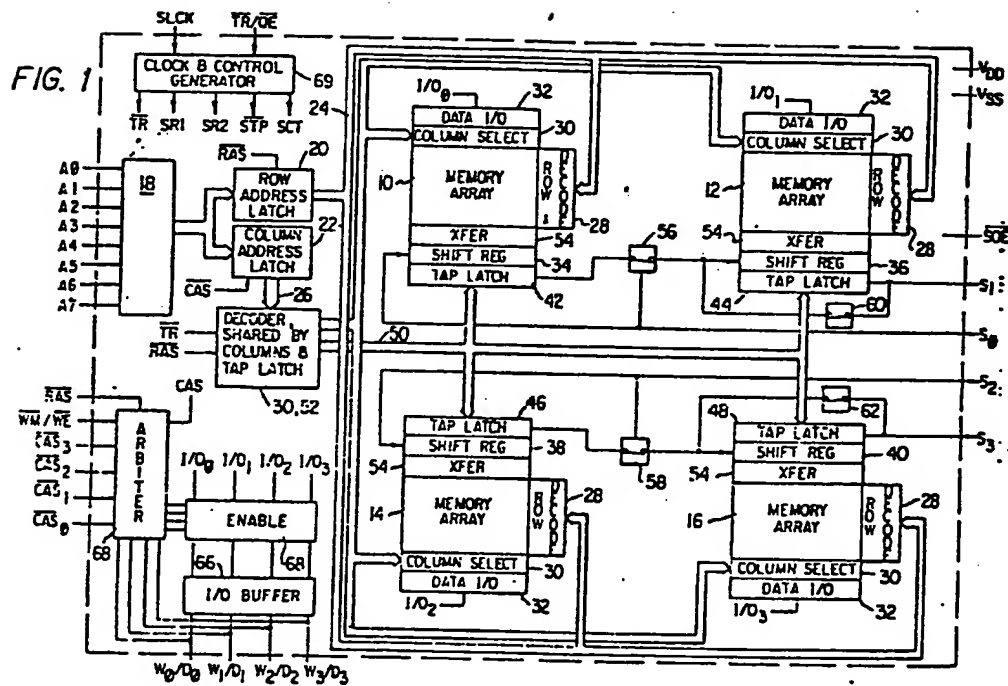 FIG. 1
SLCK
TR/OE
CLOCK & CONTROL
GENERATOR
69
TR SR1 SR2 STP SCT
24
VDD
VSS
A0
A1
A2
A3
A4
A5
A6
A7
18
RAS
20
ROW
ADDRESS
LATCH
COLUMN
ADDRESS
LATCH
22
CAS
26
TR
RAS
DECODER
SHARED BY
COLUMNS &
TAP LATCH
30,52
50
I/O0
32
DATA I/O
COLUMN SELECT
30
10
MEMORY
ARRAY
ROW
DECODE
28
XFER
54
SHIFT REG
34
TAP LATCH
42
56
I/O1
32
DATA I/O
COLUMN SELECT
30
12
MEMORY
ARRAY
ROW
DECODE
28
54
XFER
SHIFT REG
36
TAP LATCH
44
60
SOE
S1
S0
S2
S3
46
TAP LATCH
SHIFT REG
38
54
XFER
14
MEMORY
ARRAY
ROW
DECODE
28
COLUMN SELECT
30
DATA I/O
I/O2
32
58
62
48
TAP LATCH
SHIFT REG
40
54
XFER
16
MEMORY
ARRAY
ROW
DECODE
28
COLUMN SELECT
30
DATA I/O
I/O3
32
RAS
WM/WE
CAS3
CAS2
CAS1
CAS0
CAS
ARBITER
68
I/O0 I/O1 I/O2 I/O3
ENABLE
66
68
I/O BUFFER
W0/D0 W1/D1 W2/D2 W3/D3